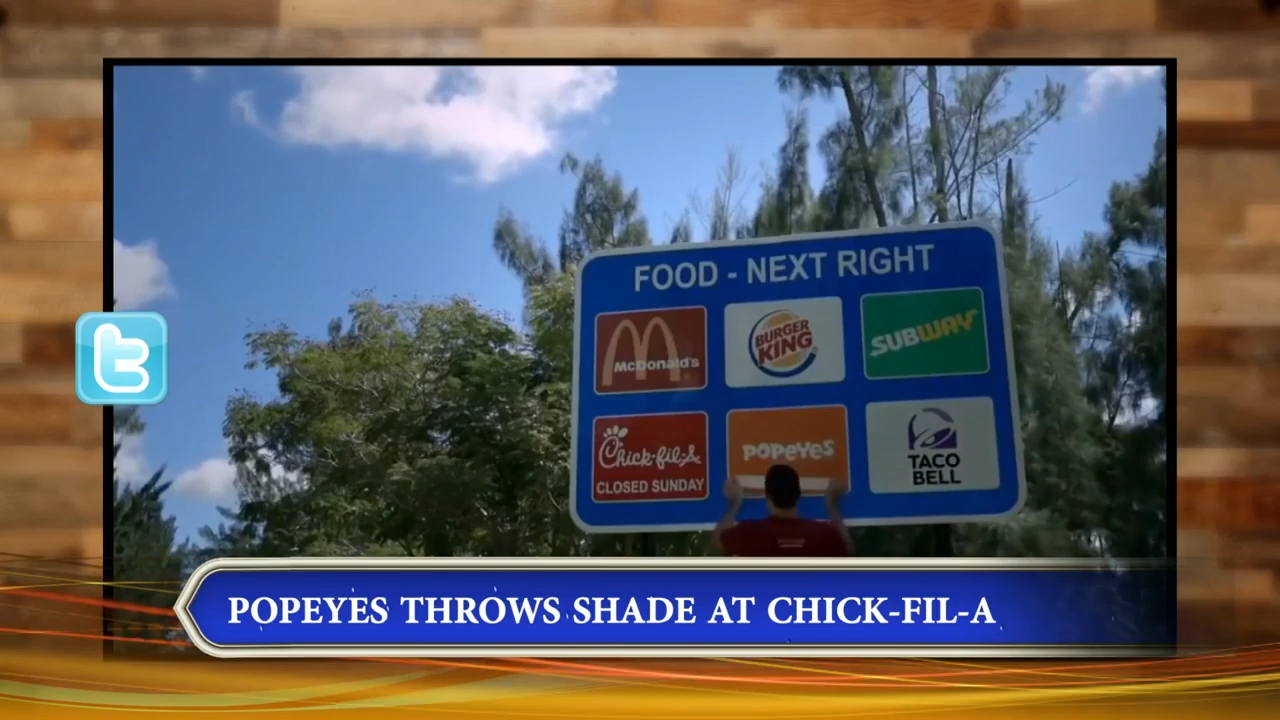 FOOD - NEXT RIGHT
McDonald's
BURGER
KING
SUBWAY
Chick-fil-A
CLOSED SUNDAY
POPEYES
TACO
BELL
POPEYES THROWS SHADE AT CHICK-FIL-A